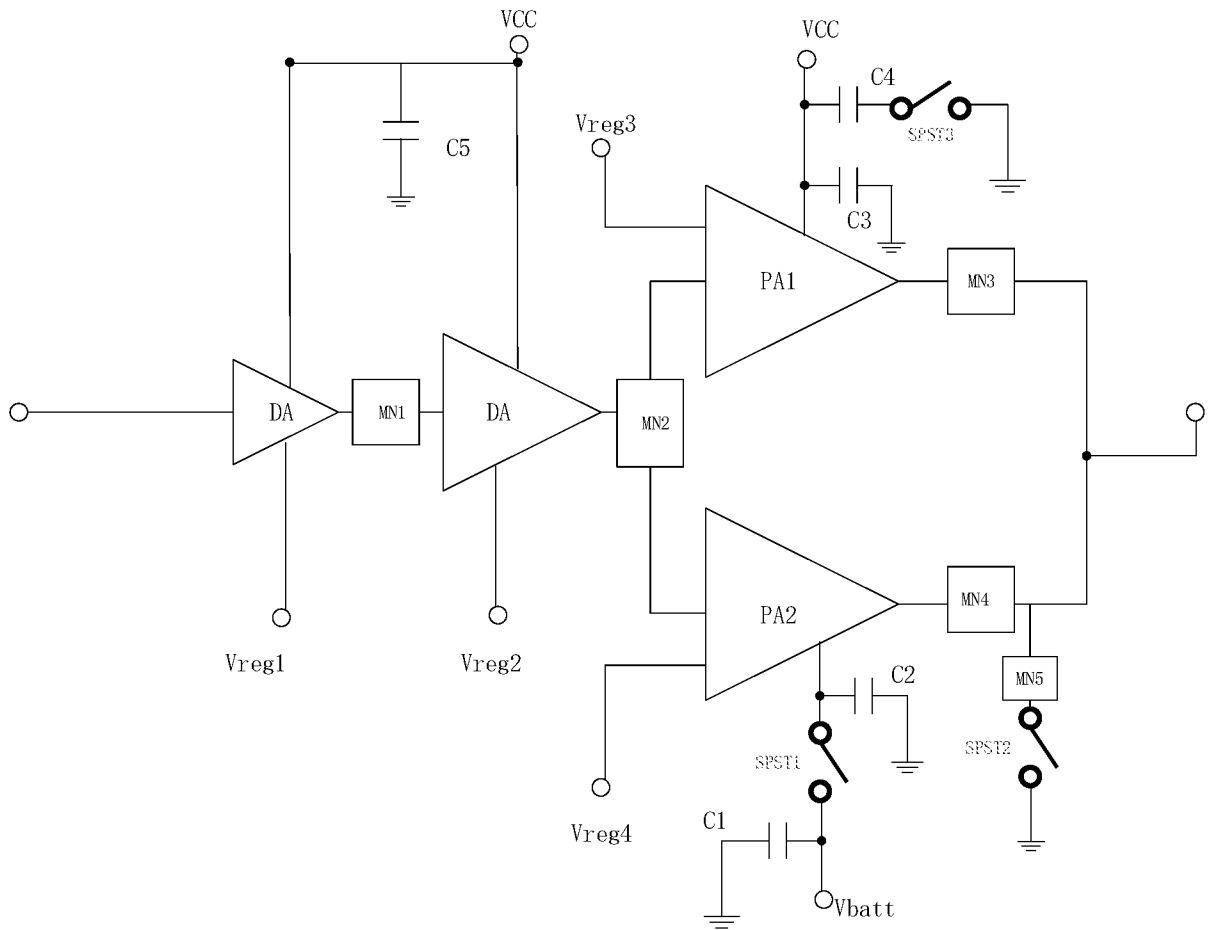 VCC
VCC
C4
SPST3
Vreg3
C5
C3
PA1
MN3
DA
MN1
DA
MN2
PA2
MN4
Vreg1
Vreg2
C2
MN5
SPST1
SPST2
Vreg4
C1
Vbatt